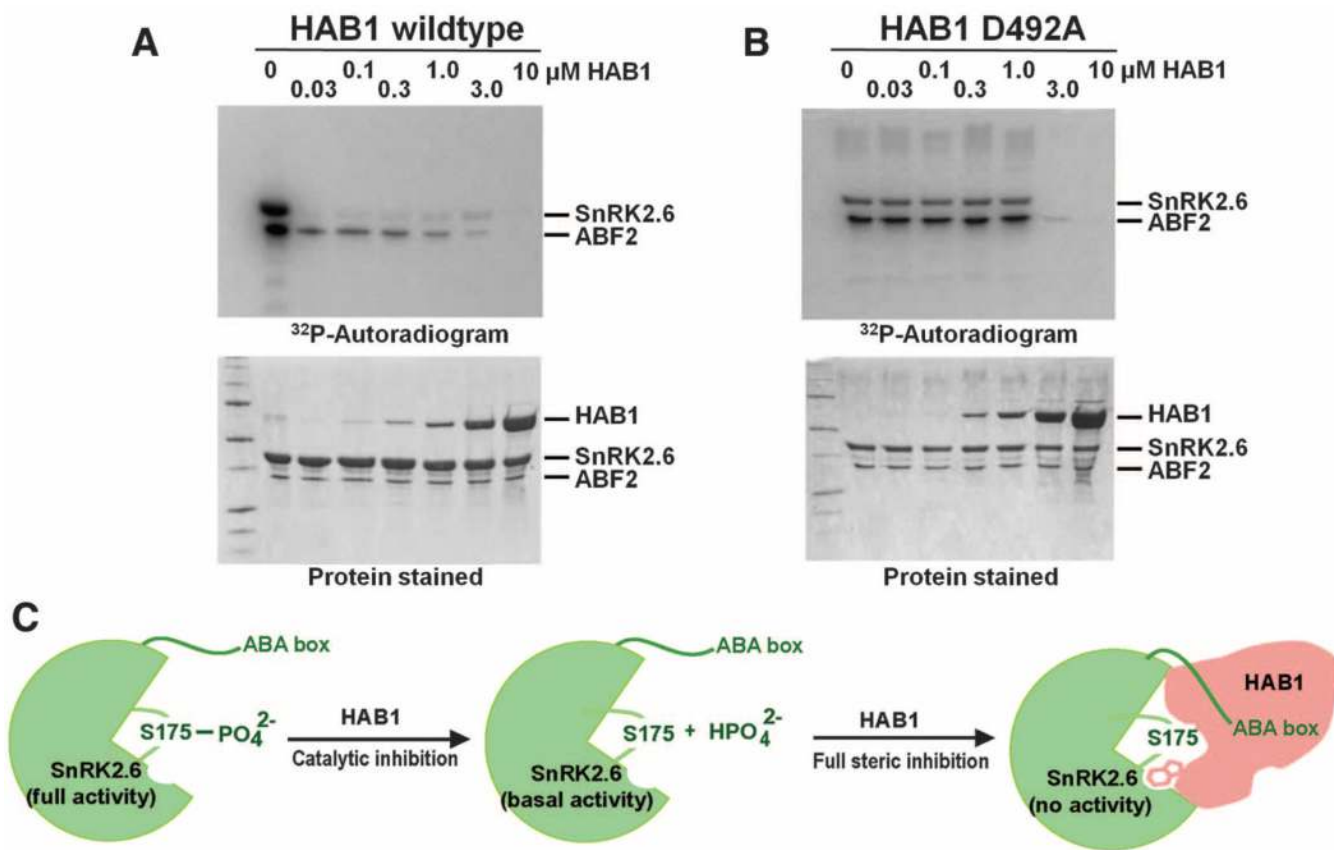 A
HAB1 wildtype
0 0.1 1.0 10 µM HAB1
0.03 0.3 3.0
SnRK2.6
ABF2
32P-Autoradiogram
HAB1
SnRK2.6
ABF2
Protein stained
B
HAB1 D492A
0 0.1 1.0 10 µM HAB1
0.03 0.3 3.0
SnRK2.6
ABF2
32P-Autoradiogram
HAB1
SnRK2.6
ABF2
Protein stained
C
ABA box
S175—PO4 2-
SnRK2.6
(full activity)
HAB1
Catalytic inhibition
ABA box
S175 + HPO4 2-
SnRK2.6
(basal activity)
HAB1
Full steric inhibition
HAB1
ABA box
S175
SnRK2.6
(no activity)